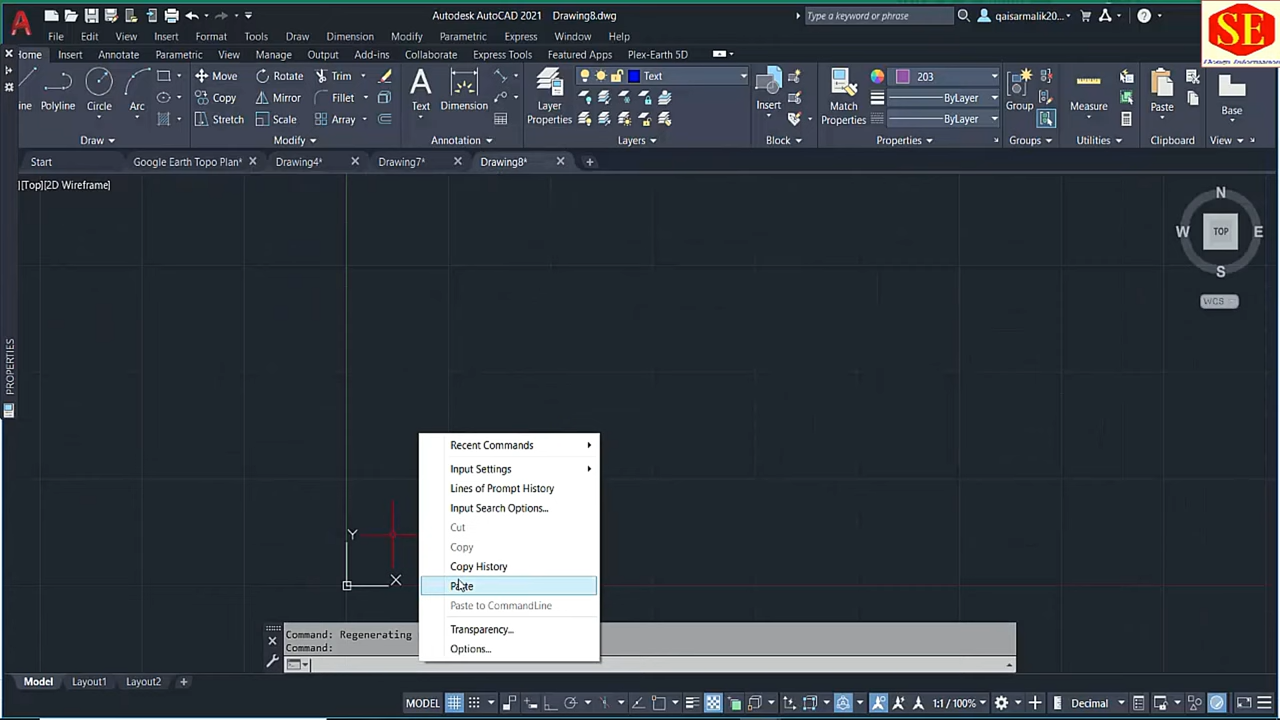 Autodesk AutoCAD 2021 Drawing8.dwg
Type a keyword or phrase
qaisarmalik20...
SE
File Edit View Insert Format Tools Draw Dimension Modify Parametric Express Window Help
Home Insert Annotate Parametric View Manage Output Add-ins Collaborate Express Tools Featured Apps Plex-Earth 5D
Move Rotate Trim Text 203
Polyline Circle Arc Copy Mirror Fillet Text Dimension Layer Properties Insert Match Properties ByLayer Group Measure Paste Base
Stretch Scale Array ByLayer
Draw Modify Annotation Layers Block Properties Groups Utilities Clipboard View
Start Google Earth Topo Plan* Drawing4* Drawing7* Drawing8*
][Top][2D Wireframe]
N
W TOP E
S
WCS
PROPERTIES
Recent Commands
Input Settings
Lines of Prompt History
Input Search Options...
Cut
Copy
Copy History
Paste
Paste to CommandLine
Transparency...
Options...
Y
X
Command: Regenerating
Command:
Model Layout1 Layout2
MODEL 1:1 / 100% Decimal